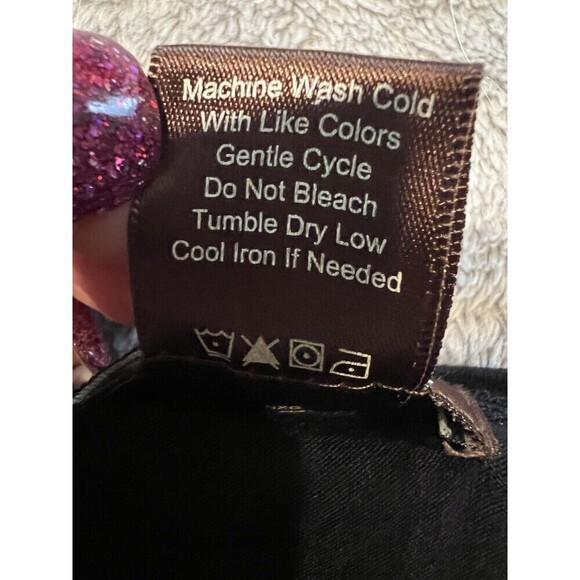 Machine Wash Cold
With Like Colors
Gentle Cycle
Do Not Bleach
Tumble Dry Low
Cool Iron If Needed